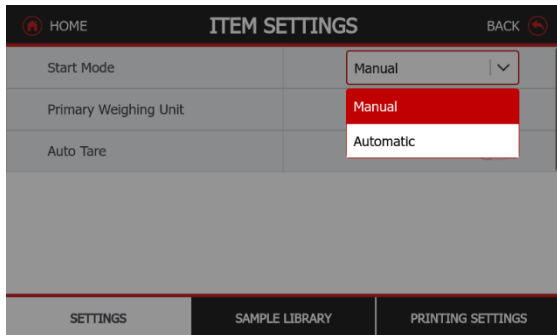 HOME
ITEM SETTINGS
BACK
Start Mode
Manual
Primary Weighing Unit
Manual
Auto Tare
Automatic
SETTINGS
SAMPLE LIBRARY
PRINTING SETTINGS